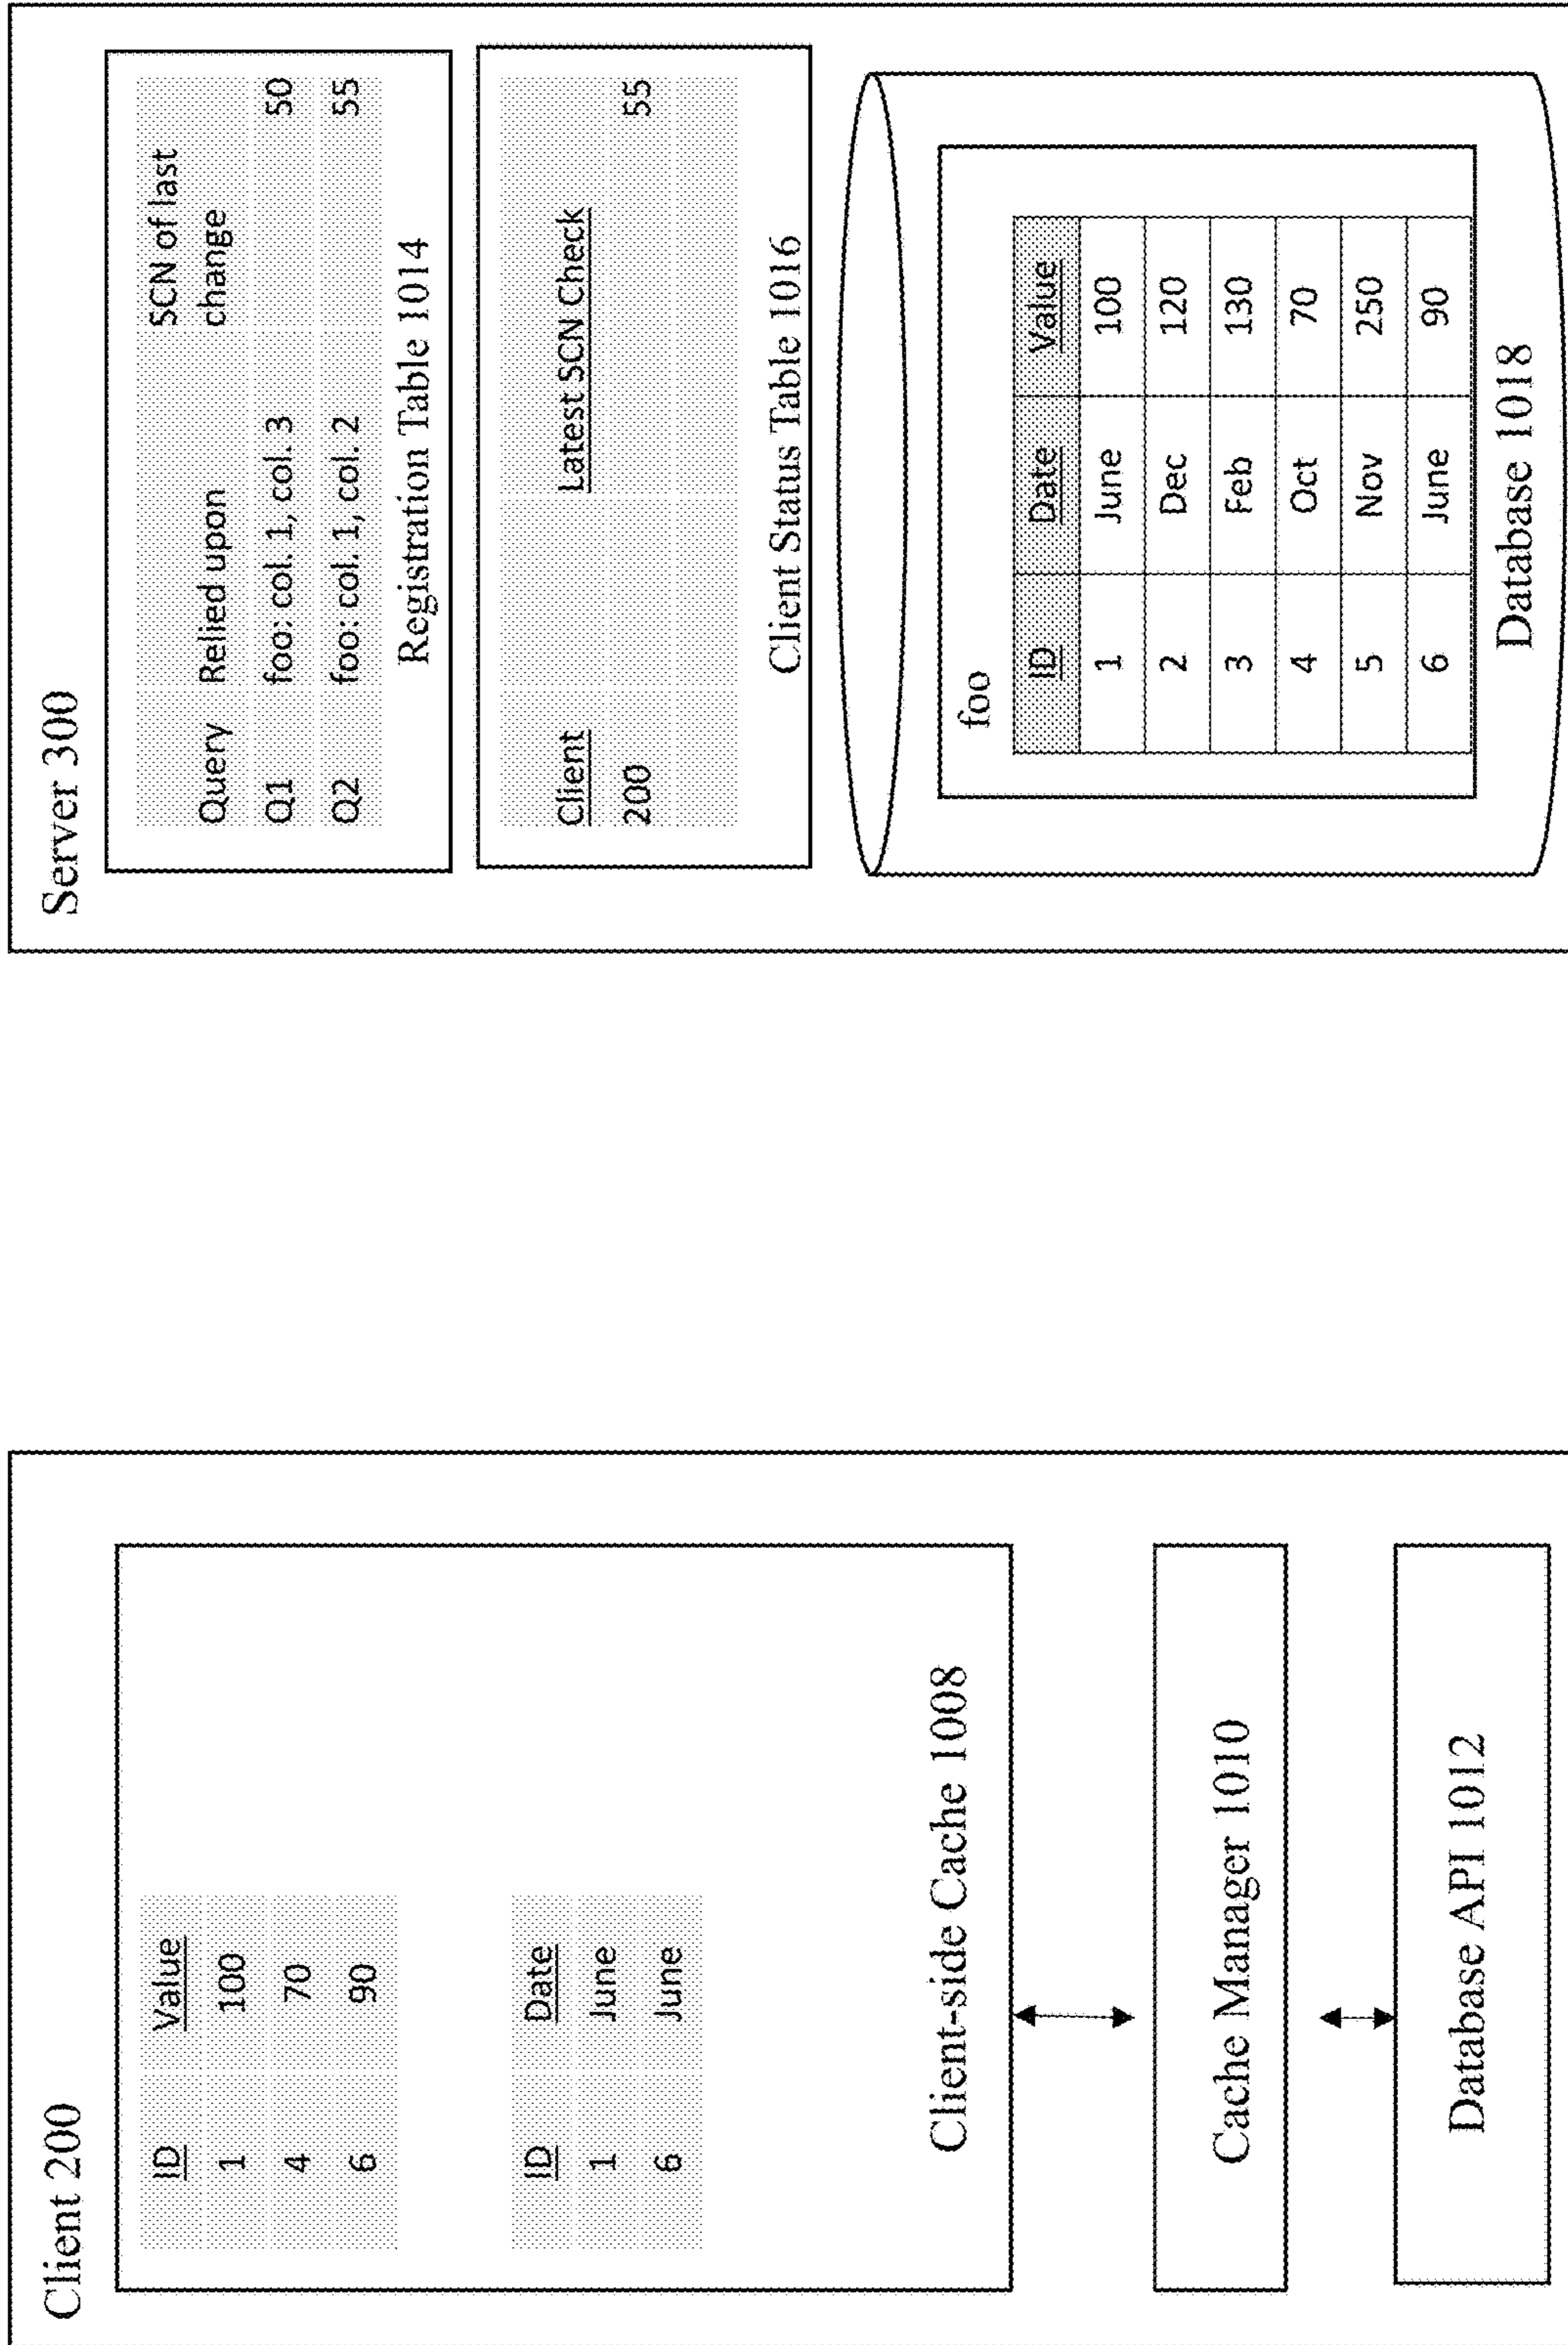 Client 200
ID Value
1 100
4 70
6 90
ID Date
1 June
6 June
Client-side Cache 1008
Cache Manager 1010
Database API 1012
Server 300
SCN of last
Query Relied upon change
Q1 foo: col. 1, col. 3 50
Q2 foo: col. 1, col. 2 55
Registration Table 1014
Client Latest SCN Check
200 55
Client Status Table 1016
foo
ID Date Value
1 June 100
2 Dec 120
3 Feb 130
4 Oct 70
5 Nov 250
6 June 90
Database 1018